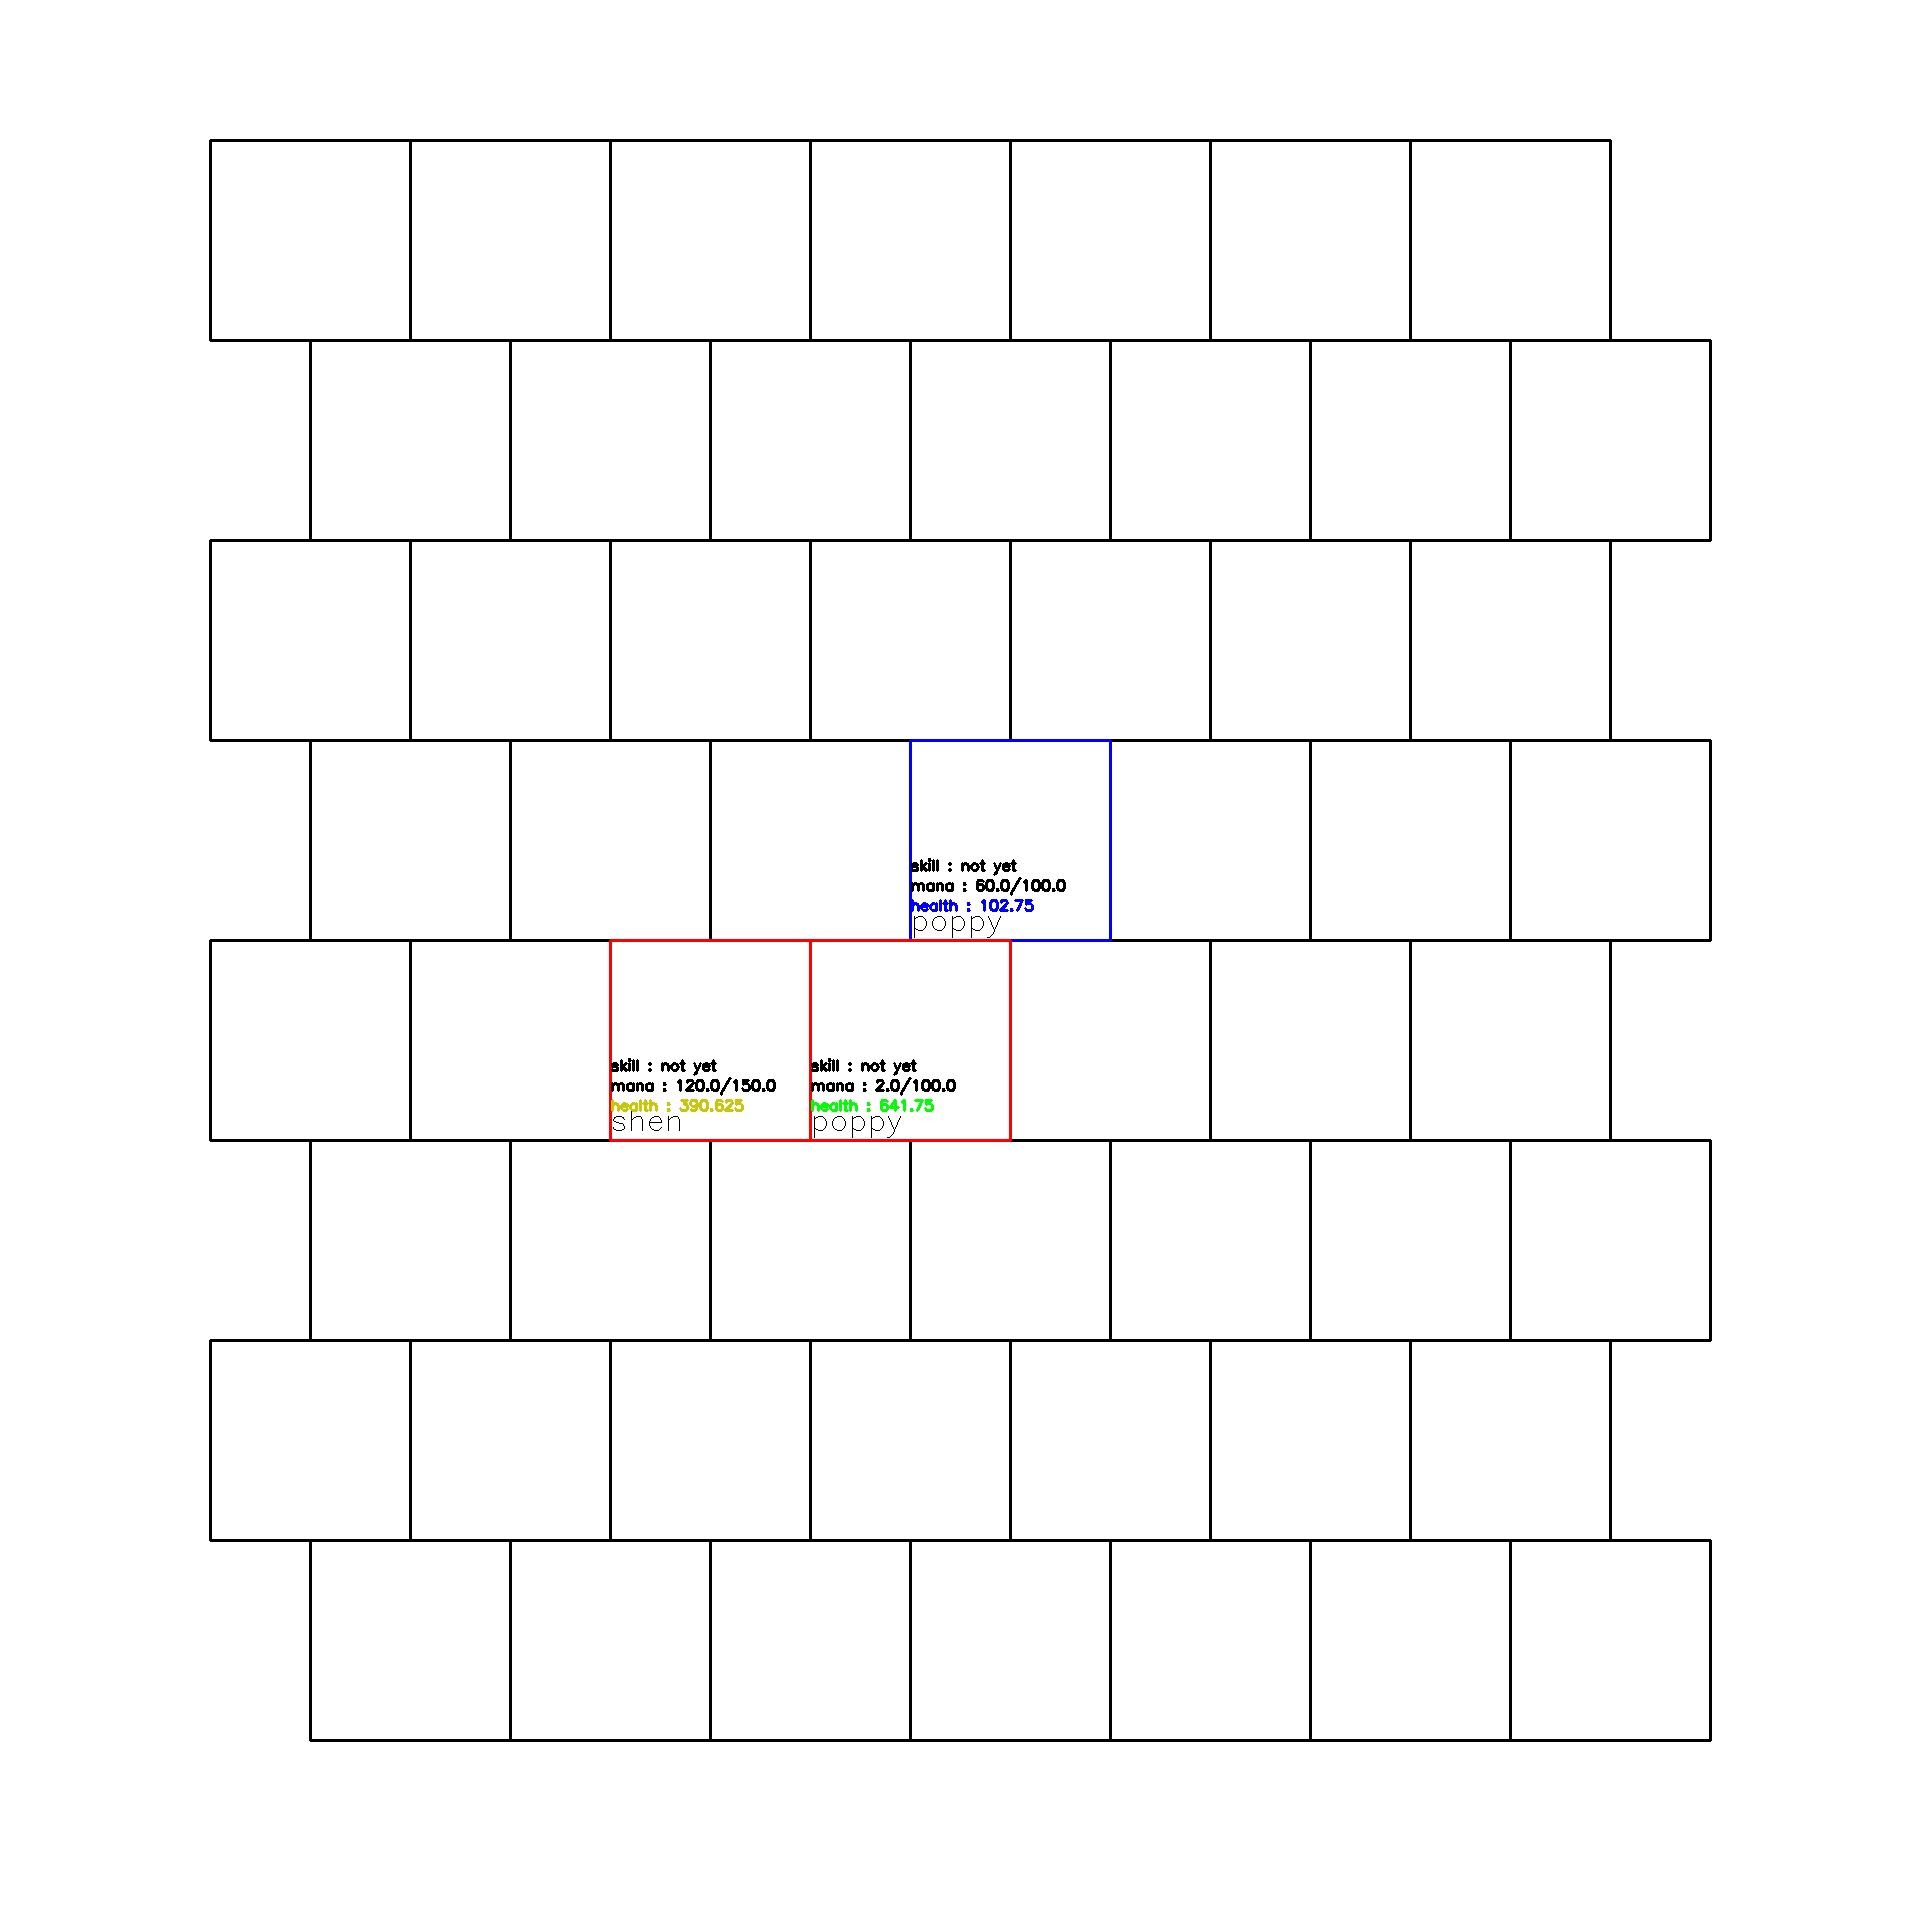 skill : not yet
mana : 60.0/100.0
health : 102.75
poppy
skill : not yet
mana : 120.0/150.0
health : 390.625
shen
skill : not yet
mana : 2.0/100.0
health : 641.75
poppy